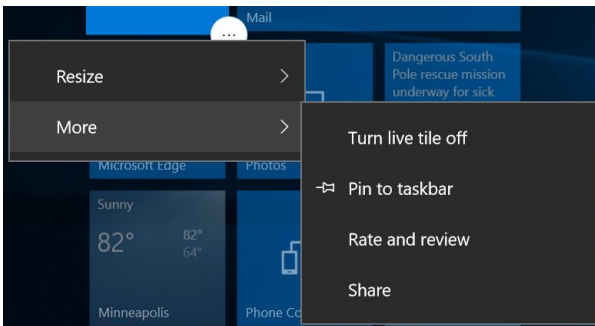 Mail
...
Resize
More
Dangerous South
Pole rescue mission
underway for sick
Turn live tile off
Pin to taskbar
Rate and review
Share
Microsoft Edge
Photos
Sunny
82°
82°
64°
Minneapolis
Phone Co